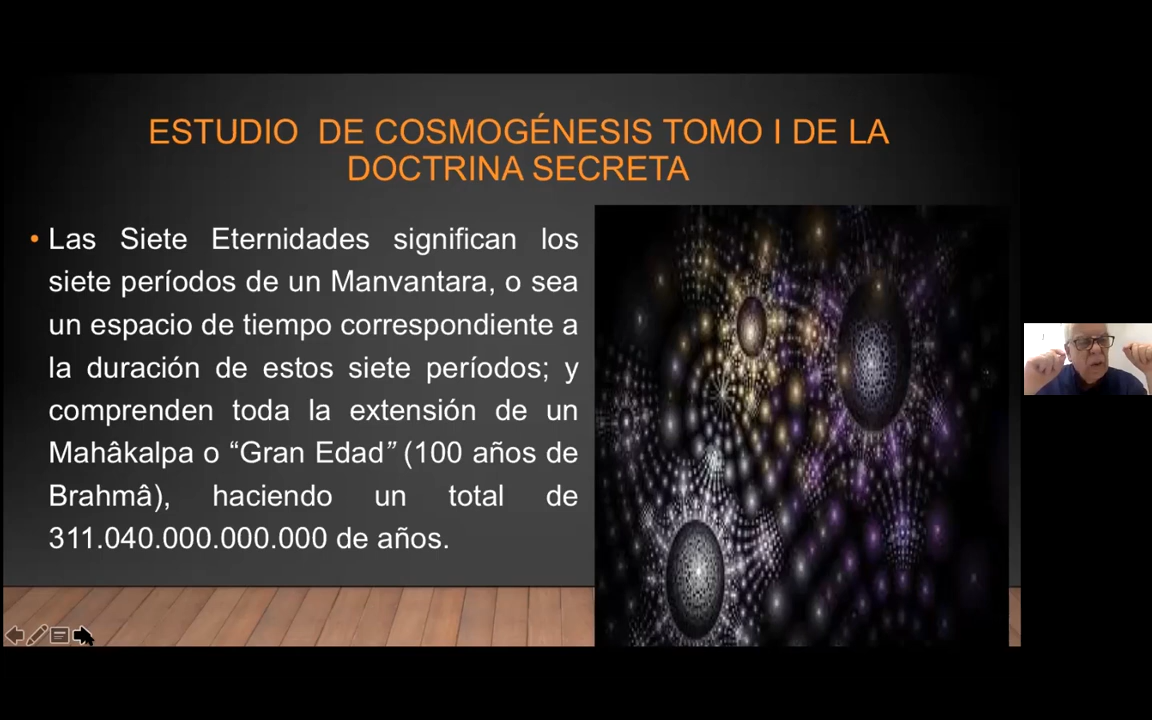 ESTUDIO DE COSMOGÉNESIS TOMO I DE LA
DOCTRINA SECRETA
• Las Siete Eternidades significan los
siete períodos de un Manvantara, o sea
un espacio de tiempo correspondiente a
la duración de estos siete períodos; y
comprenden toda la extensión de un
Mahâkalpa o “Gran Edad” (100 años de
Brahmâ), haciendo un total de
311.040.000.000.000 de años.